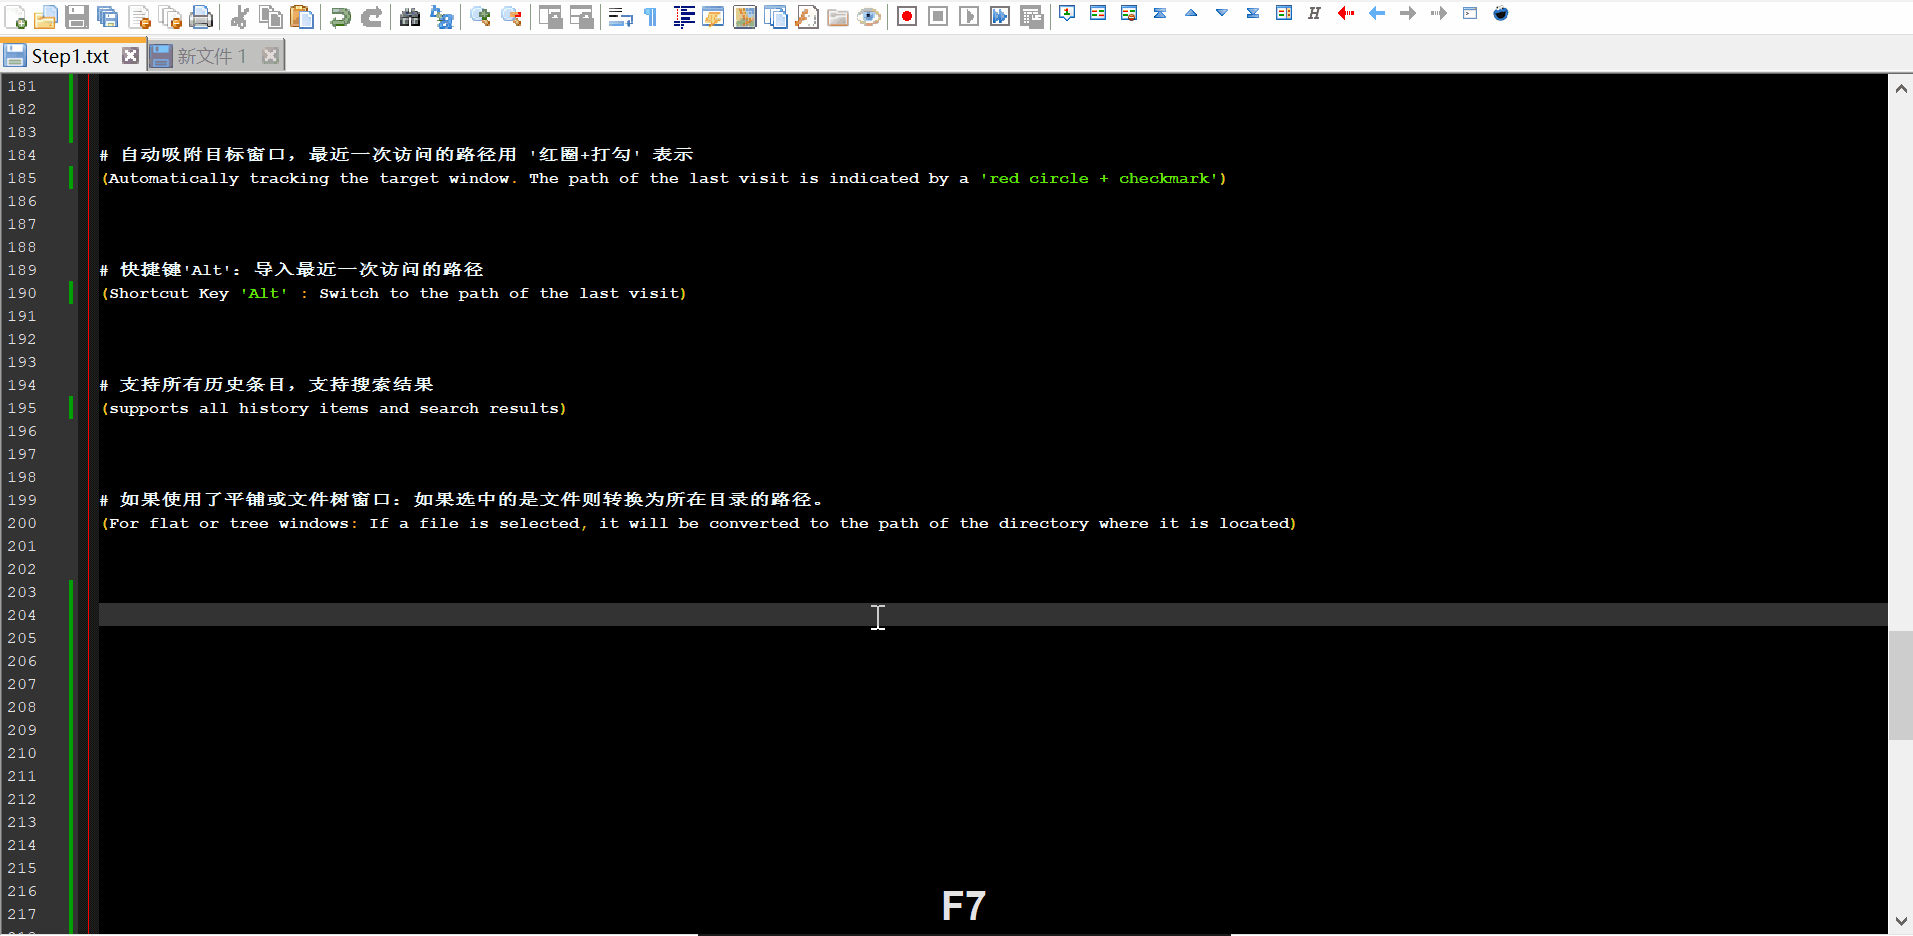 Step1.txt
新文件 1
181
182
183
184 # 自动吸附目标窗口，最近一次访问的路径用 '红圈+打勾' 表示
185 (Automatically tracking the target window. The path of the last visit is indicated by a 'red circle + checkmark')
186
187
188
189 # 快捷键'Alt'：导入最近一次访问的路径
190 (Shortcut Key 'Alt' : Switch to the path of the last visit)
191
192
193
194 # 支持所有历史条目，支持搜索结果
195 (supports all history items and search results)
196
197
198
199 # 如果使用了平铺或文件树窗口：如果选中的是文件则转换为所在目录的路径。
200 (For flat or tree windows: If a file is selected, it will be converted to the path of the directory where it is located)
201
202
203
204
205
206
207
208
209
210
211
212
213
214
215
216
217
F7